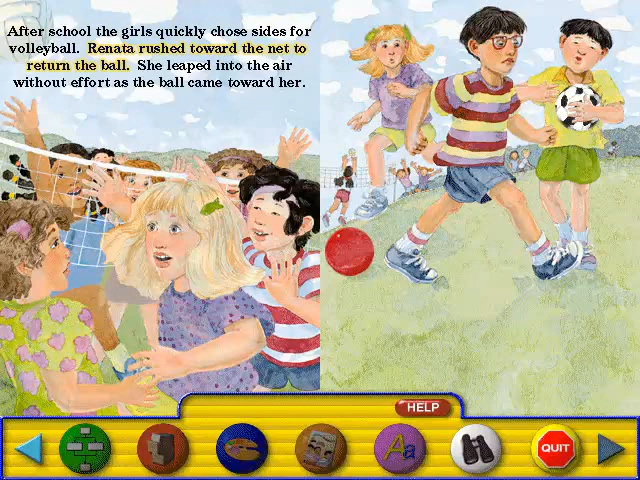 After school the girls quickly chose sides for
volleyball. Renata rushed toward the net to
return the ball. She leaped into the air
without effort as the ball came toward her.
HELP
Aa
QUIT